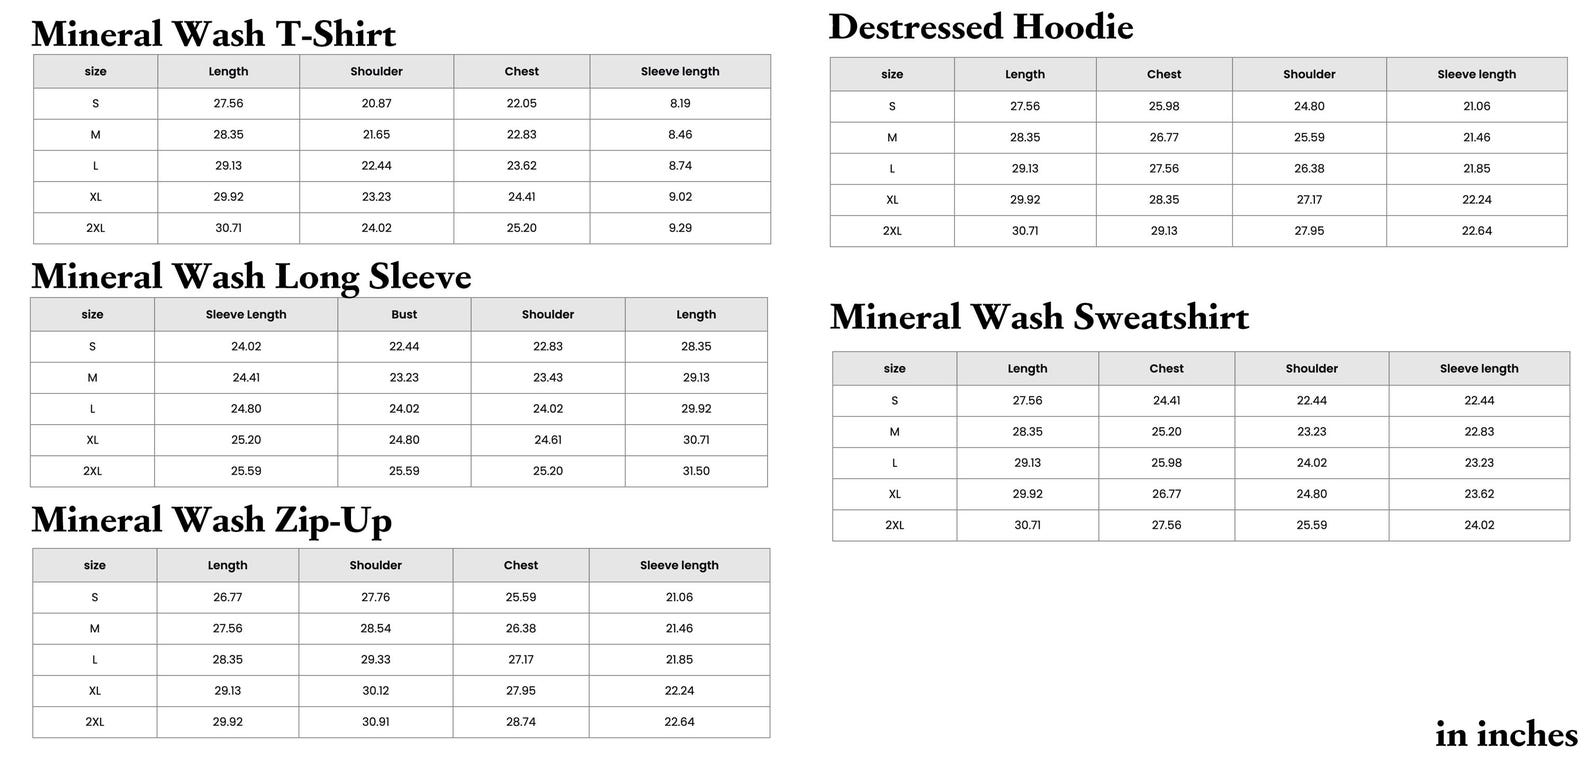 Mineral Wash T-Shirt
size Length Shoulder Chest Sleeve length
S 27.56 20.87 22.05 8.19
M 28.35 21.65 22.83 8.46
L 29.13 22.44 23.62 8.74
XL 29.92 23.23 24.41 9.02
2XL 30.71 24.02 25.20 9.29
Mineral Wash Long Sleeve
size Sleeve Length Bust Shoulder Length
S 24.02 22.44 22.83 28.35
M 24.41 23.23 23.43 29.13
L 24.80 24.02 24.02 29.92
XL 25.20 24.80 24.61 30.71
2XL 25.59 25.59 25.20 31.50
Mineral Wash Zip-Up
size Length Shoulder Chest Sleeve length
S 26.77 27.76 25.59 21.06
M 27.56 28.54 26.38 21.46
L 28.35 29.33 27.17 21.85
XL 29.13 30.12 27.95 22.24
2XL 29.92 30.91 28.74 22.64
Destressed Hoodie
size Length Chest Shoulder Sleeve length
S 27.56 25.98 24.80 21.06
M 28.35 26.77 25.59 21.46
L 29.13 27.56 26.38 21.85
XL 29.92 28.35 27.17 22.24
2XL 30.71 29.13 27.95 22.64
Mineral Wash Sweatshirt
size Length Chest Shoulder Sleeve length
S 27.56 24.41 22.44 22.44
M 28.35 25.20 23.23 22.83
L 29.13 25.98 24.02 23.23
XL 29.92 26.77 24.80 23.62
2XL 30.71 27.56 25.59 24.02
in inches